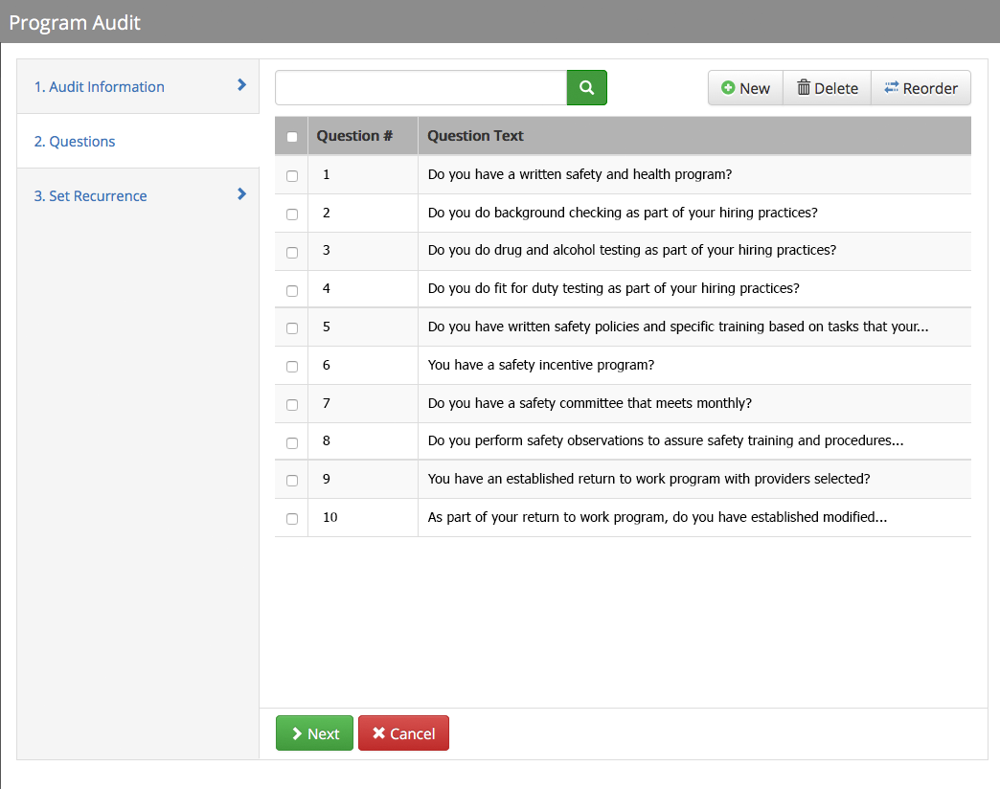 Program Audit
1. Audit Information
2. Questions
3. Set Recurrence
New Delete Reorder
Question # Question Text
1 Do you have a written safety and health program?
2 Do you do background checking as part of your hiring practices?
3 Do you do drug and alcohol testing as part of your hiring practices?
4 Do you do fit for duty testing as part of your hiring practices?
5 Do you have written safety policies and specific training based on tasks that your...
6 You have a safety incentive program?
7 Do you have a safety committee that meets monthly?
8 Do you perform safety observations to assure safety training and procedures...
9 You have an established return to work program with providers selected?
10 As part of your return to work program, do you have established modified...
Next Cancel